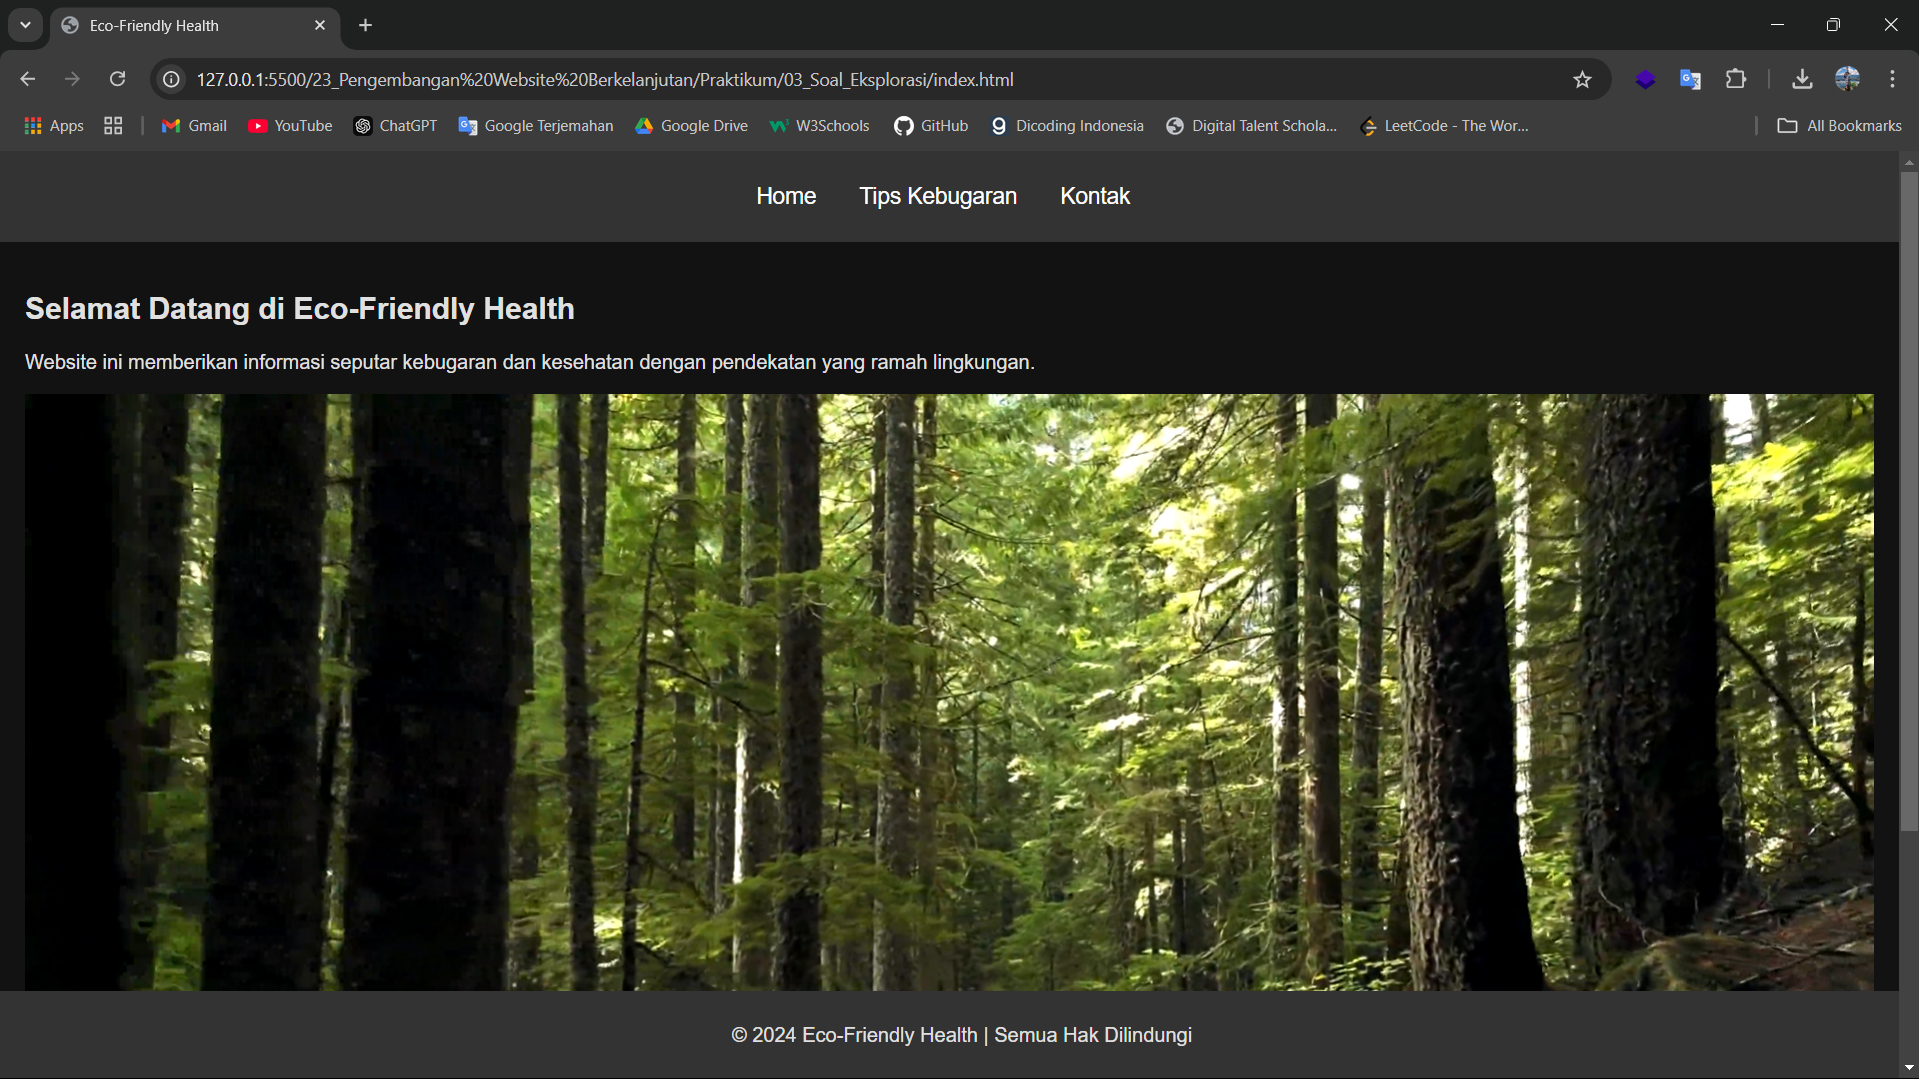 Eco-Friendly Health
127.0.0.1:5500/23_Pengembangan%20Website%20Berkelanjutan/Praktikum/03_Soal_Eksplorasi/index.html
Apps Gmail YouTube ChatGPT Google Terjemahan Google Drive W3Schools GitHub Dicoding Indonesia Digital Talent Schola... LeetCode - The Wor... All Bookmarks
Home Tips Kebugaran Kontak
Selamat Datang di Eco-Friendly Health
Website ini memberikan informasi seputar kebugaran dan kesehatan dengan pendekatan yang ramah lingkungan.
© 2024 Eco-Friendly Health | Semua Hak Dilindungi